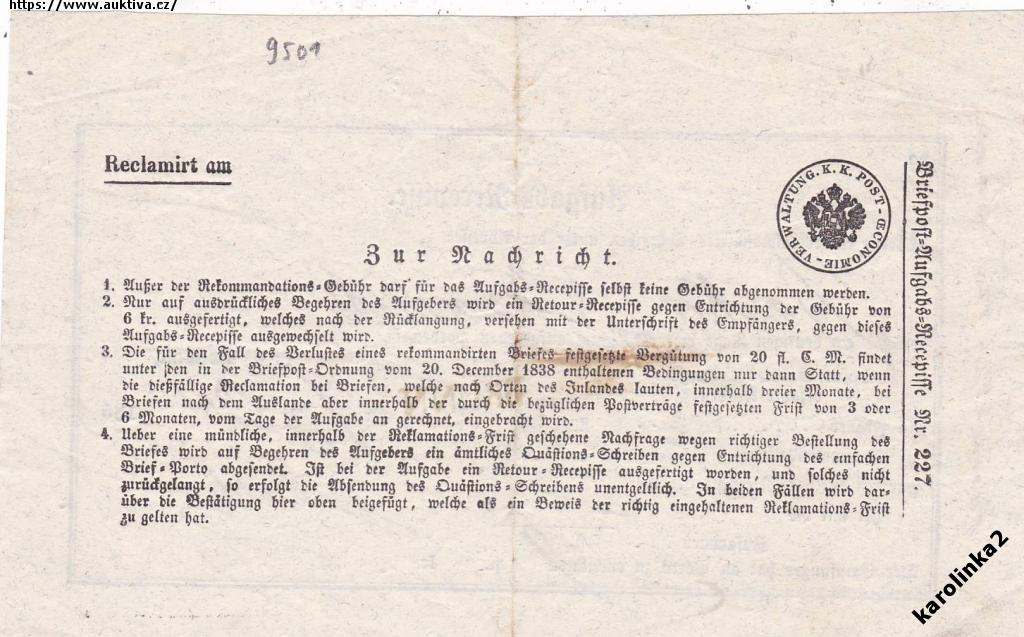 https://www.auktiva.cz/
9501
Reclamirt am
VERWALTUNG. K. K. POST-ŒCONOMIE-
Zur Nachricht.
1. Außer der Rekommandations-Gebühr darf für das Aufgabs-Recepisse selbst keine Gebühr abgenommen werden.
2. Nur auf ausdrückliches Begehren des Aufgebers wird ein Retour-Recepisse gegen Entrichtung der Gebühr von
6 kr. ausgefertigt, welches nach der Rücklangung, versehen mit der Unterschrift des Empfängers, gegen dieses
Aufgabs-Recepisse ausgewechselt wird.
3. Die für den Fall des Verlustes eines rekommandirten Briefes festgesetzte Vergütung von 20 fl. C. M. findet
unter den in der Briefpost-Ordnung vom 20. December 1838 enthaltenen Bedingungen nur dann Statt, wenn
die dießfällige Reclamation bei Briefen, welche nach Orten des Inlandes lauten, innerhalb dreier Monate, bei
Briefen nach dem Auslande aber innerhalb der durch die bezüglichen Postverträge festgesetzten Frist von 3 oder
6 Monaten, vom Tage der Aufgabe an gerechnet, eingebracht wird.
4. Ueber eine mündliche, innerhalb der Reklamations-Frist geschehene Nachfrage wegen richtiger Bestellung des
Briefes wird auf Begehren des Aufgebers ein ämtliches Quästions-Schreiben gegen Entrichtung des einfachen
Brief-Porto abgesendet. Ist bei der Aufgabe ein Retour-Recepisse ausgefertigt worden, und solches nicht
zurückgelangt, so erfolgt die Absendung des Quästions-Schreibens unentgeltlich. In beiden Fällen wird dar-
über die Bestätigung hier oben beigefügt, welche als ein Beweis der richtig eingehaltenen Reklamations-Frist
zu gelten hat.
Briefpost-Aufgabs-Recepisse Nr. 227.
karolinka2